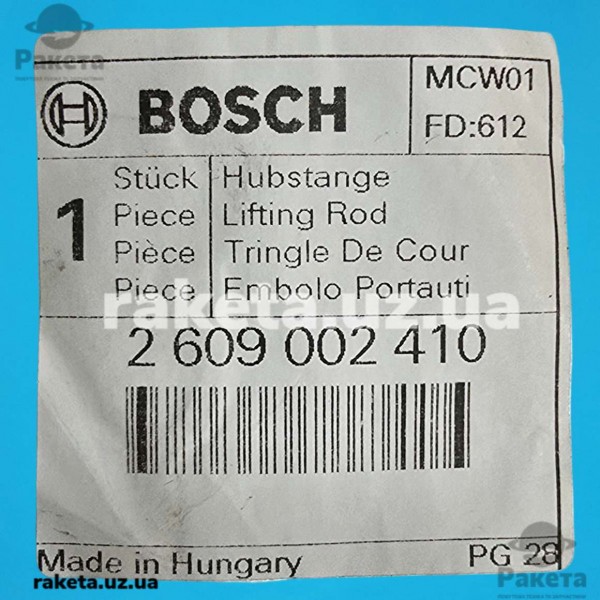 Ракета
BOSCH
MCW01
FD:612
1
Stück Hubstange
Piece Lifting Rod
Pièce Tringle De Cour
Piece Embolo Portauti
raketa.uz.ua
2 609 002 410
Made in Hungary
PG 28
raketa.uz.ua
Ракета